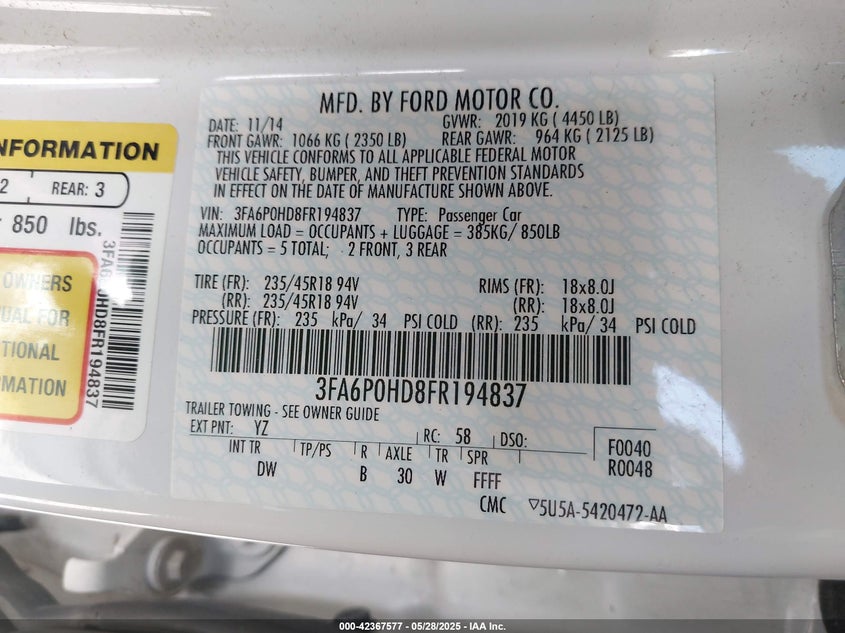 NFORMATION
2 REAR: 3
850 lbs.
OWNERS
UAL FOR
TIONAL
MATION
3FA6 0HD8FR194837
MFD. BY FORD MOTOR CO.
DATE: 11/14 GVWR: 2019 KG ( 4450 LB)
FRONT GAWR: 1066 KG ( 2350 LB) REAR GAWR: 964 KG ( 2125 LB)
THIS VEHICLE CONFORMS TO ALL APPLICABLE FEDERAL MOTOR
VEHICLE SAFETY, BUMPER, AND THEFT PREVENTION STANDARDS
IN EFFECT ON THE DATE OF MANUFACTURE SHOWN ABOVE.
VIN: 3FA6P0HD8FR194837 TYPE: Passenger Car
MAXIMUM LOAD = OCCUPANTS + LUGGAGE = 385KG/ 850LB
OCCUPANTS = 5 TOTAL; 2 FRONT, 3 REAR
TIRE (FR): 235/45R18 94V RIMS (FR): 18x8.0J
(RR): 235/45R18 94V (RR): 18x8.0J
PRESSURE (FR): 235 kPa/ 34 PSI COLD (RR): 235 kPa/ 34 PSI COLD
3FA6P0HD8FR194837
TRAILER TOWING - SEE OWNER GUIDE
EXT PNT: YZ RC: 58 DSO: F0040
INT TR TP/PS R AXLE TR SPR R0048
DW B 30 W FFFF
CMC ▽5U5A-5420472-AA
000-42367577 — 05/28/2025 — IAA Inc.